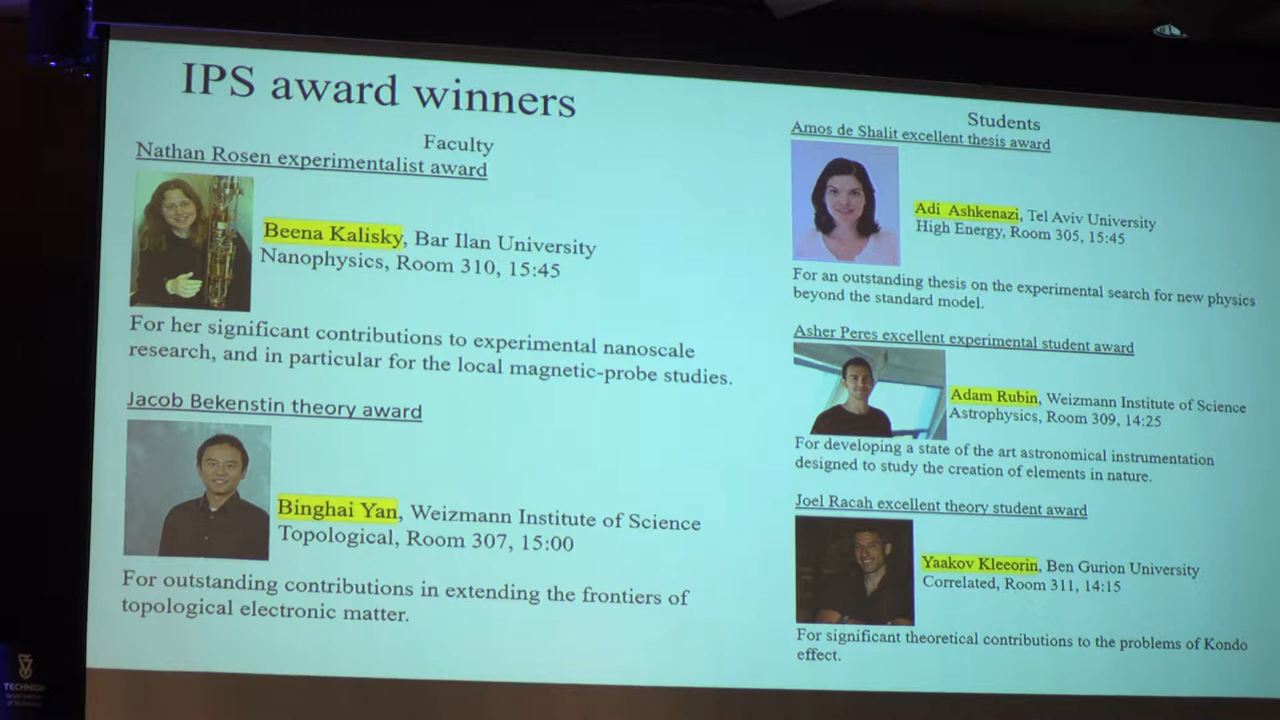 IPS award winners
Faculty
Nathan Rosen experimentalist award
Beena Kalisky, Bar Ilan University
Nanophysics, Room 310, 15:45
For her significant contributions to experimental nanoscale
research, and in particular for the local magnetic-probe studies.
Jacob Bekenstin theory award
Binghai Yan, Weizmann Institute of Science
Topological, Room 307, 15:00
For outstanding contributions in extending the frontiers of
topological electronic matter.
Students
Amos de Shalit excellent thesis award
Adi Ashkenazi, Tel Aviv University
High Energy, Room 305, 15:45
For an outstanding thesis on the experimental search for new physics
beyond the standard model.
Asher Peres excellent experimental student award
Adam Rubin, Weizmann Institute of Science
Astrophysics, Room 309, 14:25
For developing a state of the art astronomical instrumentation
designed to study the creation of elements in nature.
Joel Racah excellent theory student award
Yaakov Kleeorin, Ben Gurion University
Correlated, Room 311, 14:15
For significant theoretical contributions to the problems of Kondo
effect.
TECHNION